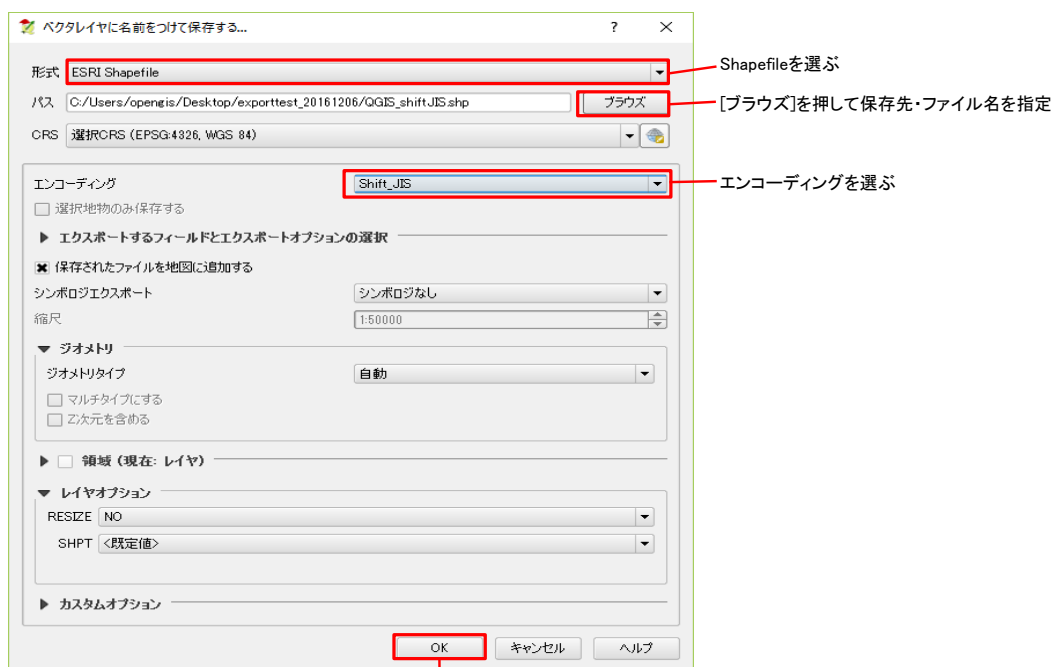 ベクタレイヤに名前をつけて保存する...
?
形式 ESRI Shapefile
Shapefileを選ぶ
パス C:/Users/opengis/Desktop/exporttest_20161206/QGIS_shiftJIS.shp ブラウズ
[ブラウズ]を押して保存先・ファイル名を指定
CRS 選択CRS (EPSG:4326, WGS 84)
エンコーディング Shift_JIS
エンコーディングを選ぶ
選択地物のみ保存する
エクスポートするフィールドとエクスポートオプションの選択
保存されたファイルを地図に追加する
シンボロジエクスポート シンボロジなし
縮尺 1:50000
ジオメトリ
ジオメトリタイプ 自動
マルチタイプにする
Z次元を含める
領域 (現在: レイヤ)
レイヤオプション
RESIZE NO
SHPT <既定値>
カスタムオプション
OK キャンセル ヘルプ